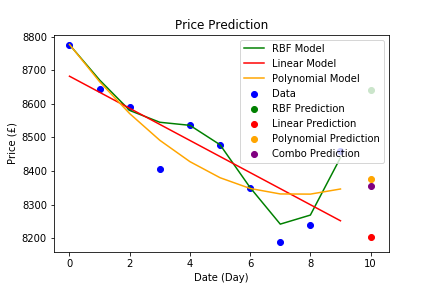 Price Prediction
8800
8700
8600
8500
8400
8300
8200
Price (£)
RBF Model
Linear Model
Polynomial Model
Data
RBF Prediction
Linear Prediction
Polynomial Prediction
Combo Prediction
0 2 4 6 8 10
Date (Day)